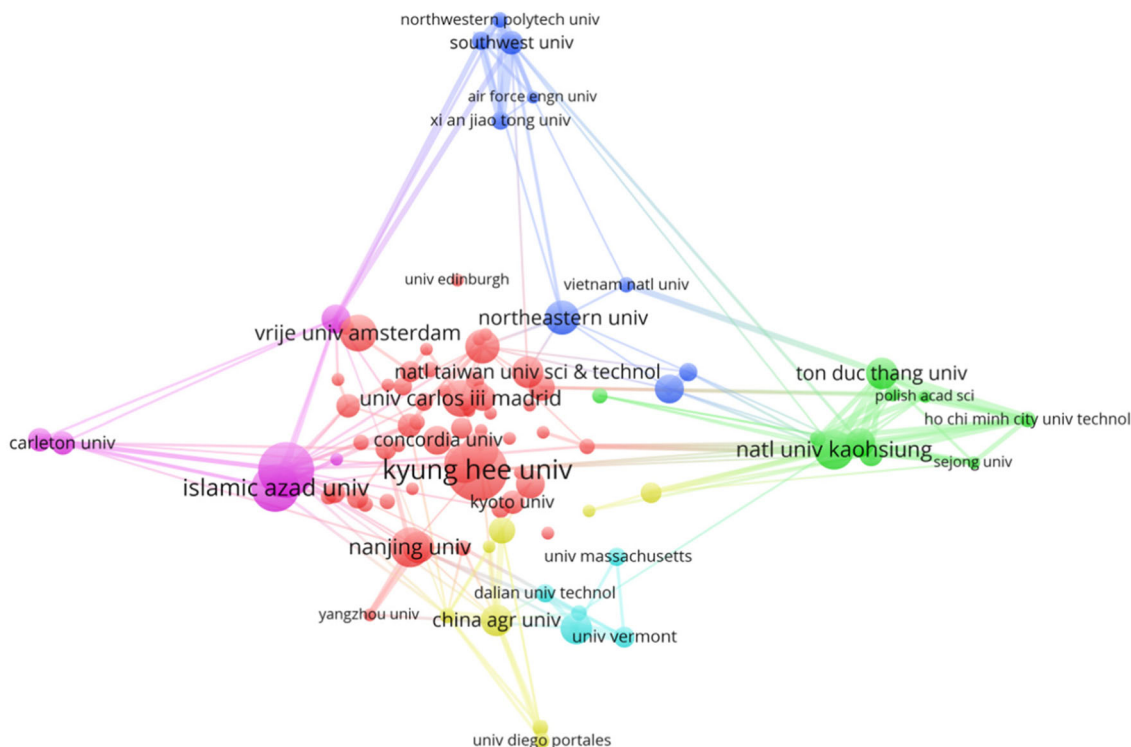 northwestern polytech univ
southwest univ
air force engn univ
xi an jiao tong univ
univ edinburgh
vietnam natl univ
northeastern univ
vrije univ amsterdam
natl taiwan univ sci & technol
ton duc thang univ
univ carlos iii madrid
polish acad sci
ho chi minh city univ technol
carleton univ
concordia univ
natl univ kaohsiung
sejong univ
kyung hee univ
islamic azad univ
kyoto univ
nanjing univ
univ massachusetts
dalian univ technol
yangzhou univ
china agr univ
univ vermont
univ diego portales